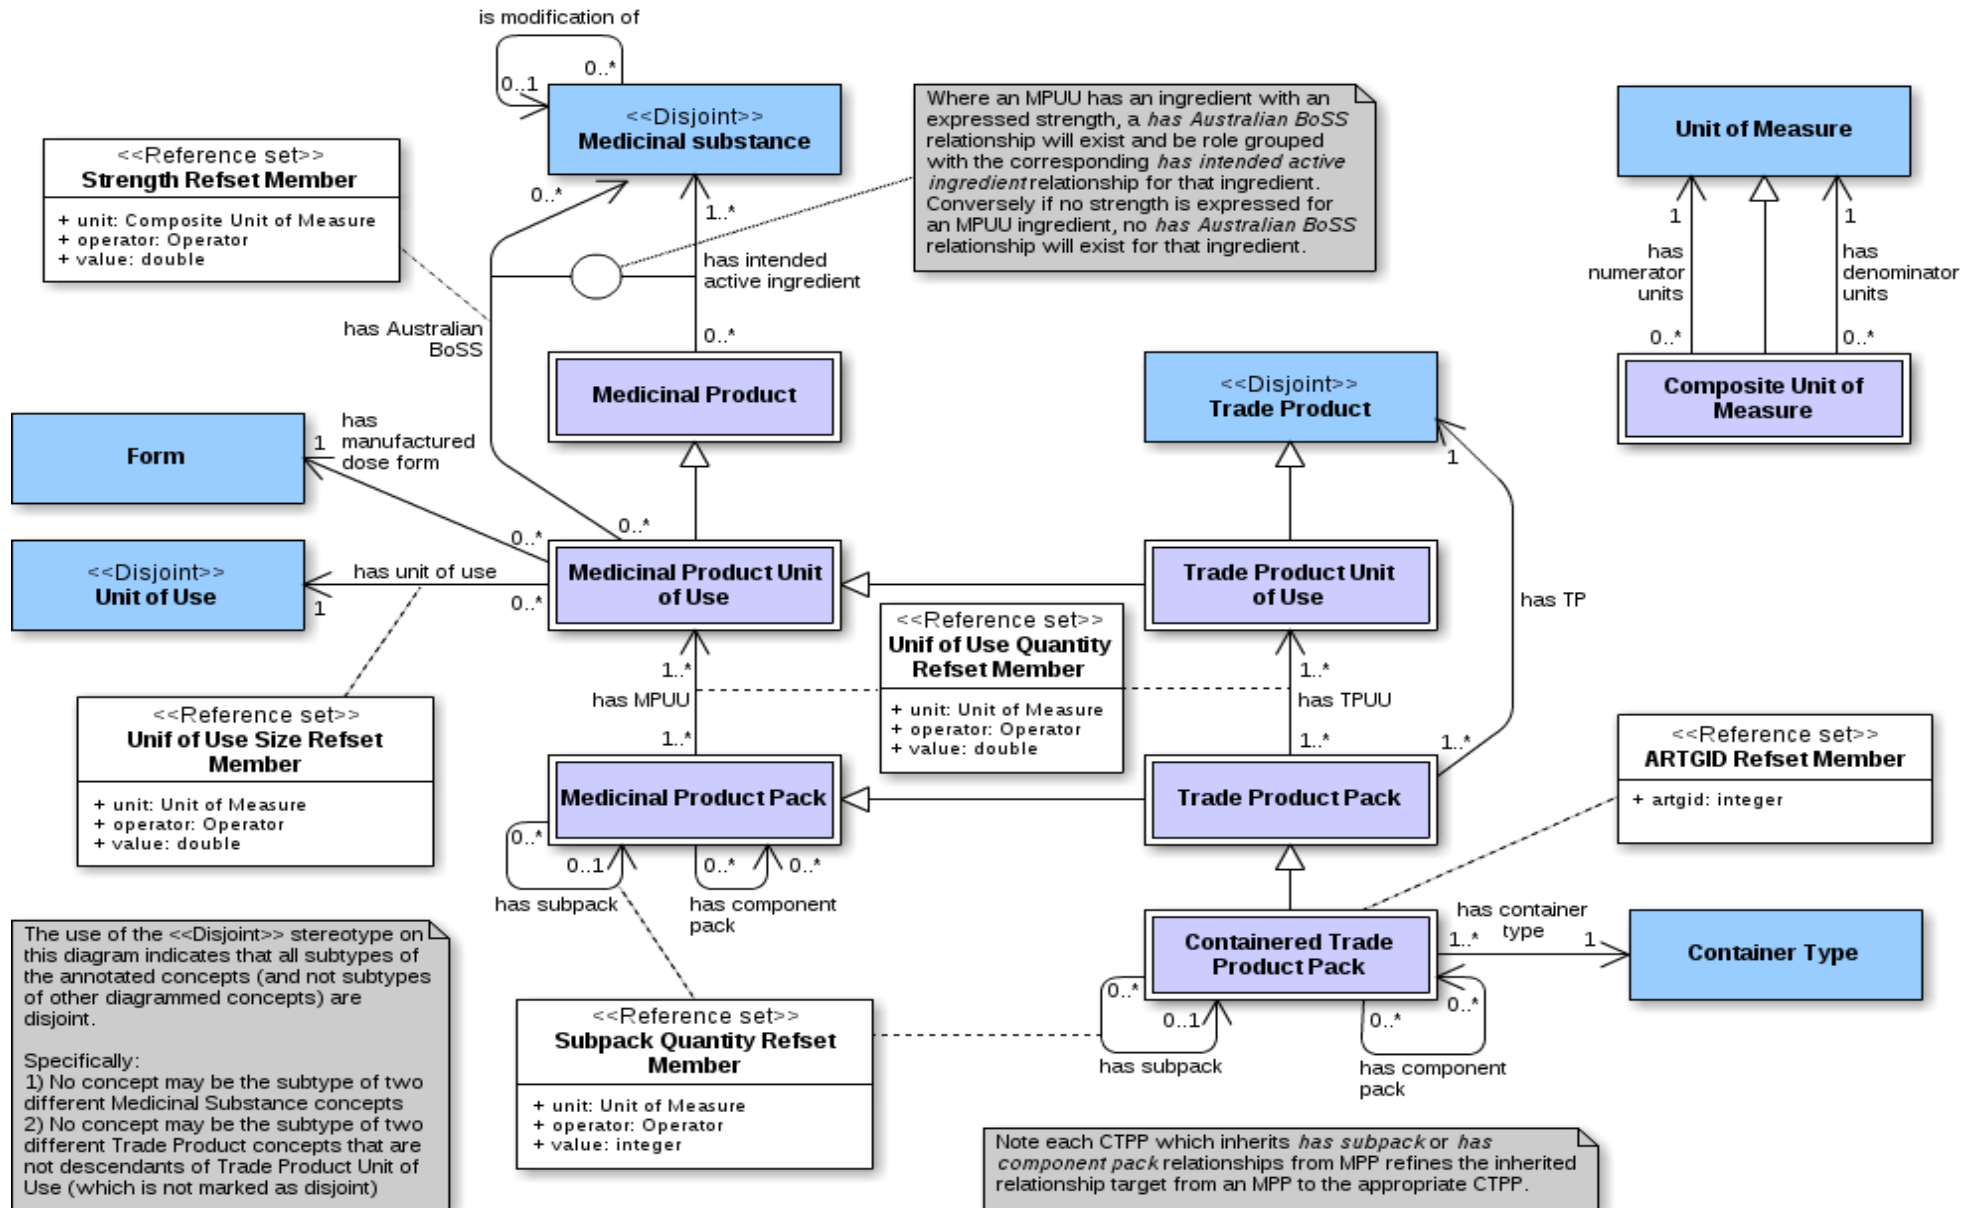 is modification of
0..1
0..*
<<Disjoint>>
Medicinal substance
<<Reference set>>
Strength Refset Member
+ unit: Composite Unit of Measure
+ operator: Operator
+ value: double
Where an MPUU has an ingredient with an
expressed strength, a has Australian BoSS
relationship will exist and be role grouped
with the corresponding has intended active
ingredient relationship for that ingredient.
Conversely if no strength is expressed for
an MPUU ingredient, no has Australian BoSS
relationship will exist for that ingredient.
Unit of Measure
1
1
has
numerator
units
has
denominator
units
0..*
0..*
Composite Unit of
Measure
0..*
1..*
has intended
active ingredient
0..*
has Australian
BoSS
Medicinal Product
<<Disjoint>>
Trade Product
1
Form
1
has
manufactured
dose form
0..*
0..*
<<Disjoint>>
Unit of Use
has unit of use
1
0..*
Medicinal Product Unit
of Use
Trade Product Unit
of Use
has TP
<<Reference set>>
Unif of Use Quantity
Refset Member
+ unit: Unit of Measure
+ operator: Operator
+ value: double
1..*
has MPUU
1..*
1..*
has TPUU
1..*
1..*
<<Reference set>>
Unif of Use Size Refset
Member
+ unit: Unit of Measure
+ operator: Operator
+ value: double
Medicinal Product Pack
Trade Product Pack
<<Reference set>>
ARTGID Refset Member
+ artgid: integer
0..*
0..1
has subpack
0..*
0..*
has component
pack
Containered Trade
Product Pack
has container
type
1..*
1
Container Type
0..*
0..1
has subpack
0..*
0..*
has component
pack
<<Reference set>>
Subpack Quantity Refset
Member
+ unit: Unit of Measure
+ operator: Operator
+ value: integer
The use of the <<Disjoint>> stereotype on
this diagram indicates that all subtypes of
the annotated concepts (and not subtypes
of other diagrammed concepts) are
disjoint.
Specifically:
1) No concept may be the subtype of two
different Medicinal Substance concepts
2) No concept may be the subtype of two
different Trade Product concepts that are
not descendants of Trade Product Unit of
Use (which is not marked as disjoint)
Note each CTPP which inherits has subpack or has
component pack relationships from MPP refines the inherited
relationship target from an MPP to the appropriate CTPP.